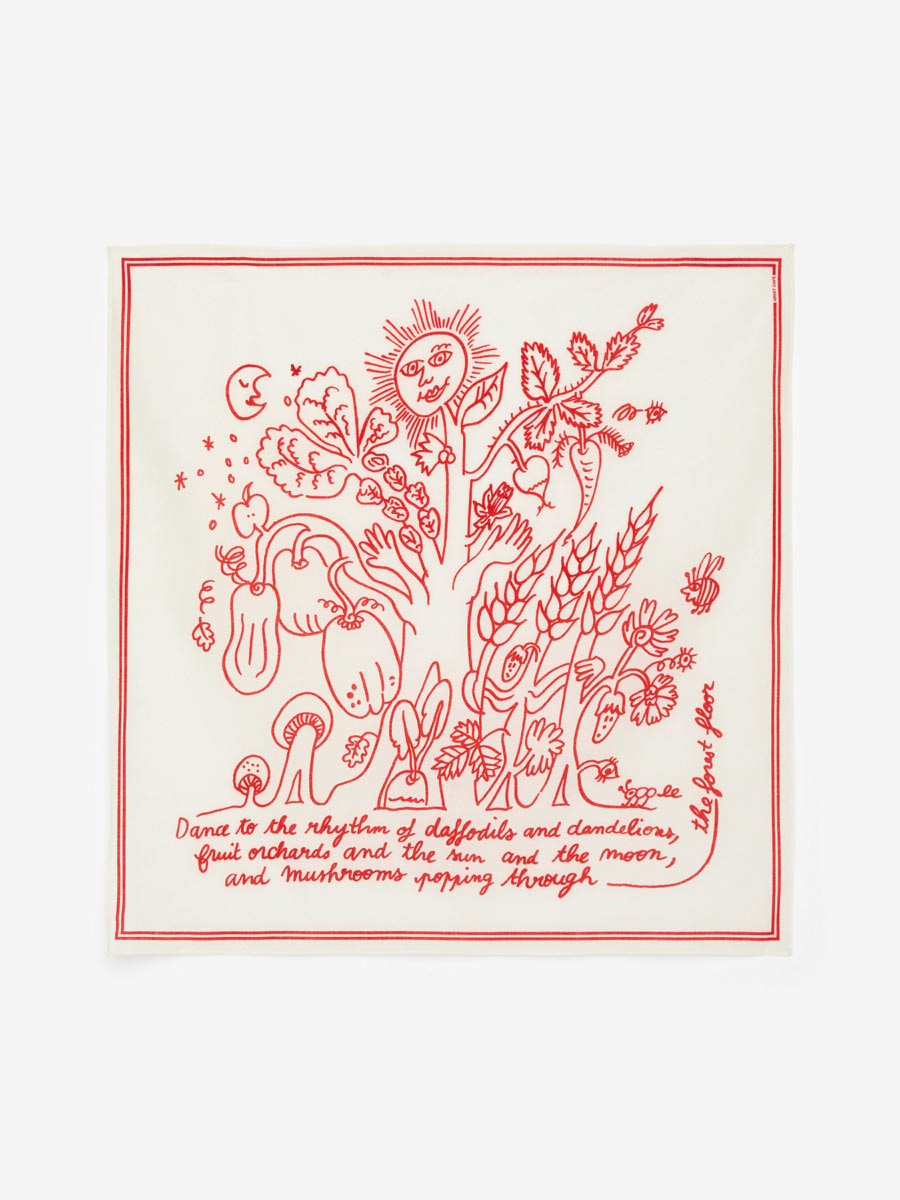 Dance to the rhythm of daffodils and dandelions,
fruit orchards and the sun and the moon,
and mushrooms popping through
the forest floor